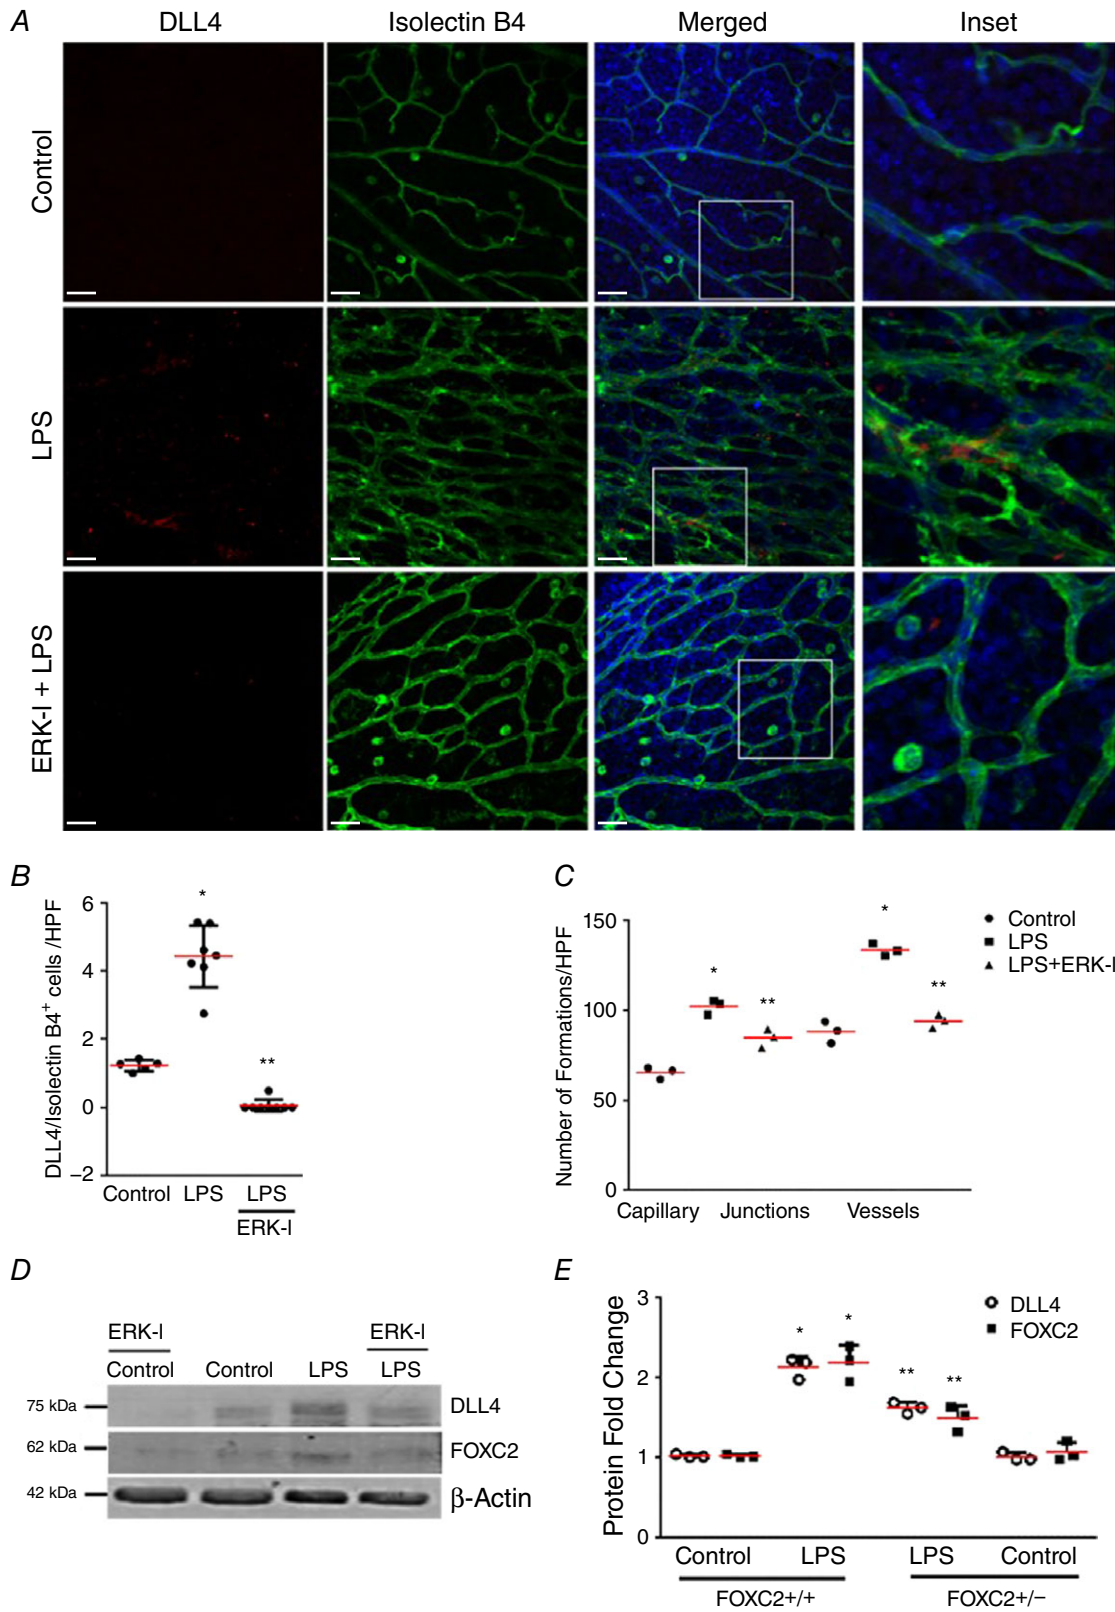 A DLL4 Isolectin B4 Merged Inset
Control
LPS
ERK-I + LPS
B
DLL4/Isolectin B4+ cells /HPF
6
4
2
0
−2
*
**
Control LPS LPS
ERK-I
C
Number of Formations/HPF
150
100
50
0
*
**
*
**
Control
LPS
LPS+ERK-I
Capillary Junctions Vessels
D
ERK-I ERK-I
Control Control LPS LPS
75 kDa DLL4
62 kDa FOXC2
42 kDa β-Actin
E
Protein Fold Change
3
2
1
0
* *
** **
DLL4
FOXC2
Control LPS LPS Control
FOXC2+/+ FOXC2+/−